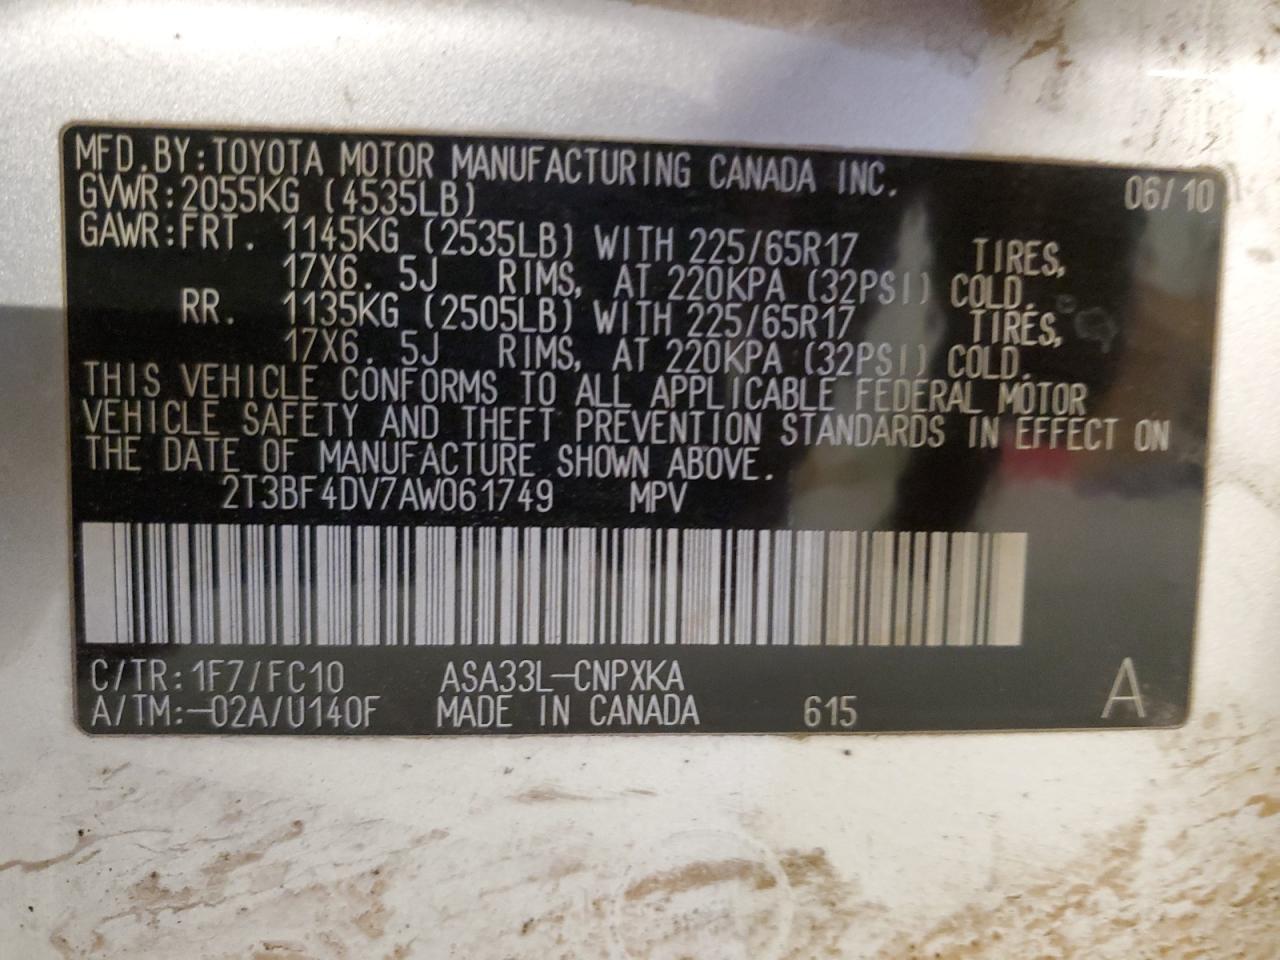 MFD.BY:TOYOTA MOTOR MANUFACTURING CANADA INC. 06/10
GVWR:2055KG (4535LB)
GAWR:FRT. 1145KG (2535LB) WITH 225/65R17 TIRES,
17X6.5J RIMS, AT 220KPA (32PSI) COLD.
RR. 1135KG (2505LB) WITH 225/65R17 TIRES,
17X6.5J RIMS, AT 220KPA (32PSI) COLD.
THIS VEHICLE CONFORMS TO ALL APPLICABLE FEDERAL MOTOR
VEHICLE SAFETY AND THEFT PREVENTION STANDARDS IN EFFECT ON
THE DATE OF MANUFACTURE SHOWN ABOVE.
2T3BF4DV7AW061749 MPV
C/TR:1F7/FC10 ASA33L-CNPXKA A
A/TM:-02A/U140F MADE IN CANADA 615